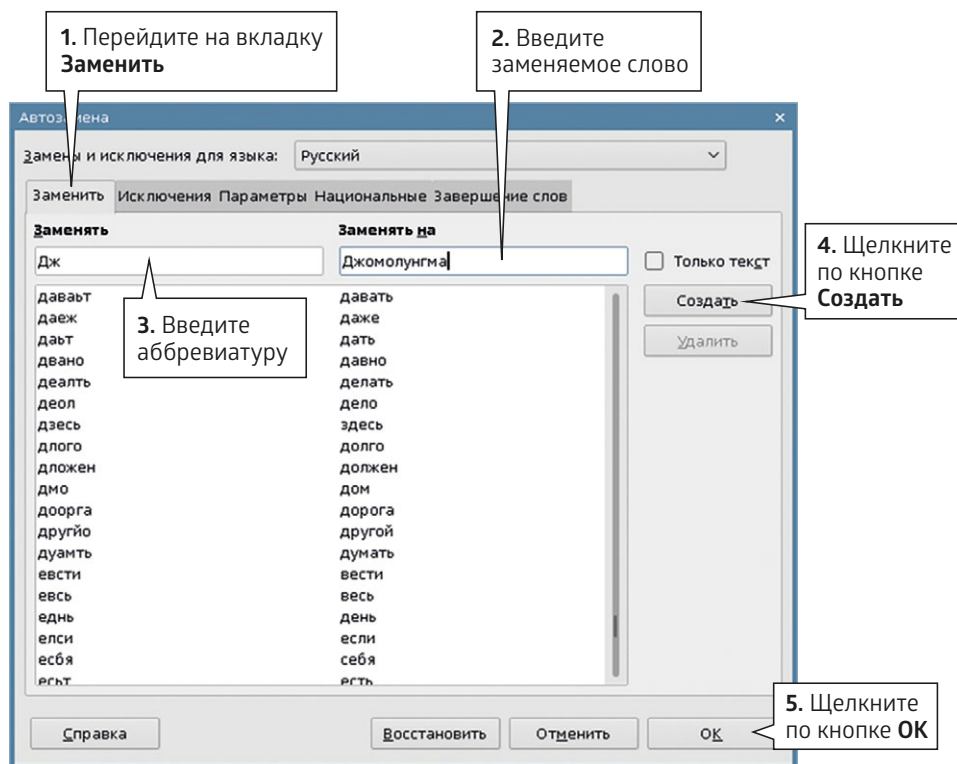 1. Перейдите на вкладку
Заменить
2. Введите
заменяемое слово
Автозамена
Замены и исключения для языка: Русский
Заменить Исключения Параметры Национальные Завершение слов
Заменять Заменять на
Дж Джомолунгма Только текст
4. Щелкните
по кнопке
Создать
даваьт давать Создать
даеж даже
3. Введите
аббревиатуру
даьт дать Удалить
двано давно
деалть делать
деол дело
дзесь здесь
длого долго
дложен должен
дмо дом
доорга дорога
другйо другой
дуамть думать
евсти вести
евсь весь
еднь день
елси если
есбя себя
есьт есть
5. Щелкните
по кнопке OK
Справка Восстановить Отменить OK